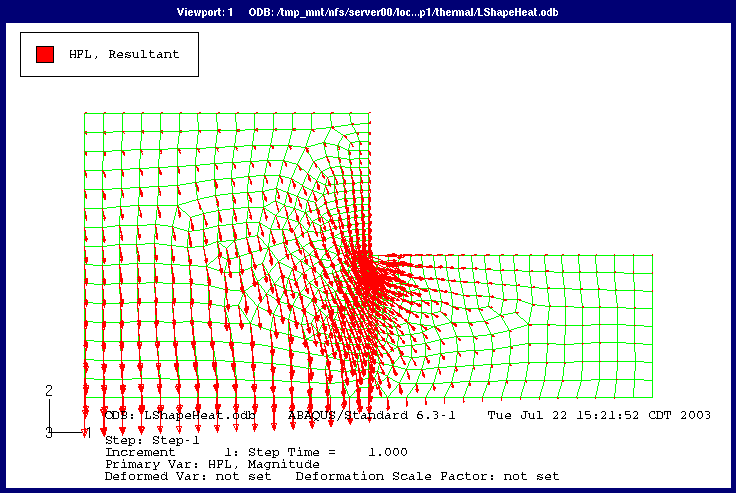 Viewport: 1 ODB: /tmp_mnt/nfs/server00/loc...p1/thermal/LShapeHeat.odb
HFL, Resultant
2
3 1
ODB: LShapeHeat.odb ABAQUS/Standard 6.3-1 Tue Jul 22 15:21:52 CDT 2003
Step: Step-1
Increment 1: Step Time = 1.000
Primary Var: HFL, Magnitude
Deformed Var: not set Deformation Scale Factor: not set